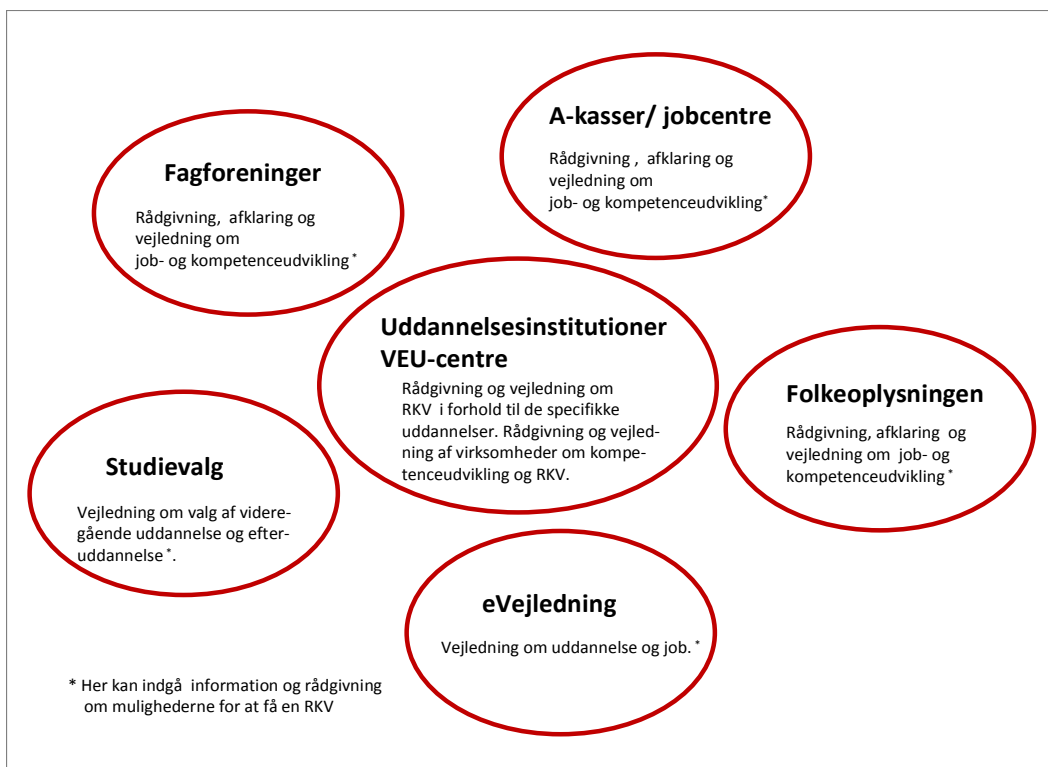 A-kasser/ jobcentre
Rådgivning , afklaring og
vejledning om
job- og kompetenceudvikling*
Fagforeninger
Rådgivning, afklaring og
vejledning om
job- og kompetenceudvikling *
Uddannelsesinstitutioner
VEU-centre
Rådgivning og vejledning om
RKV i forhold til de specifikke
uddannelser. Rådgivning og vejled-
ning af virksomheder om kompe-
tenceudvikling og RKV.
Folkeoplysningen
Rådgivning, afklaring og
vejledning om job- og
kompetenceudvikling *
Studievalg
Vejledning om valg af videre-
gående uddannelse og efter-
uddannelse *.
eVejledning
Vejledning om uddannelse og job. *
* Her kan indgå information og rådgivning
om mulighederne for at få en RKV